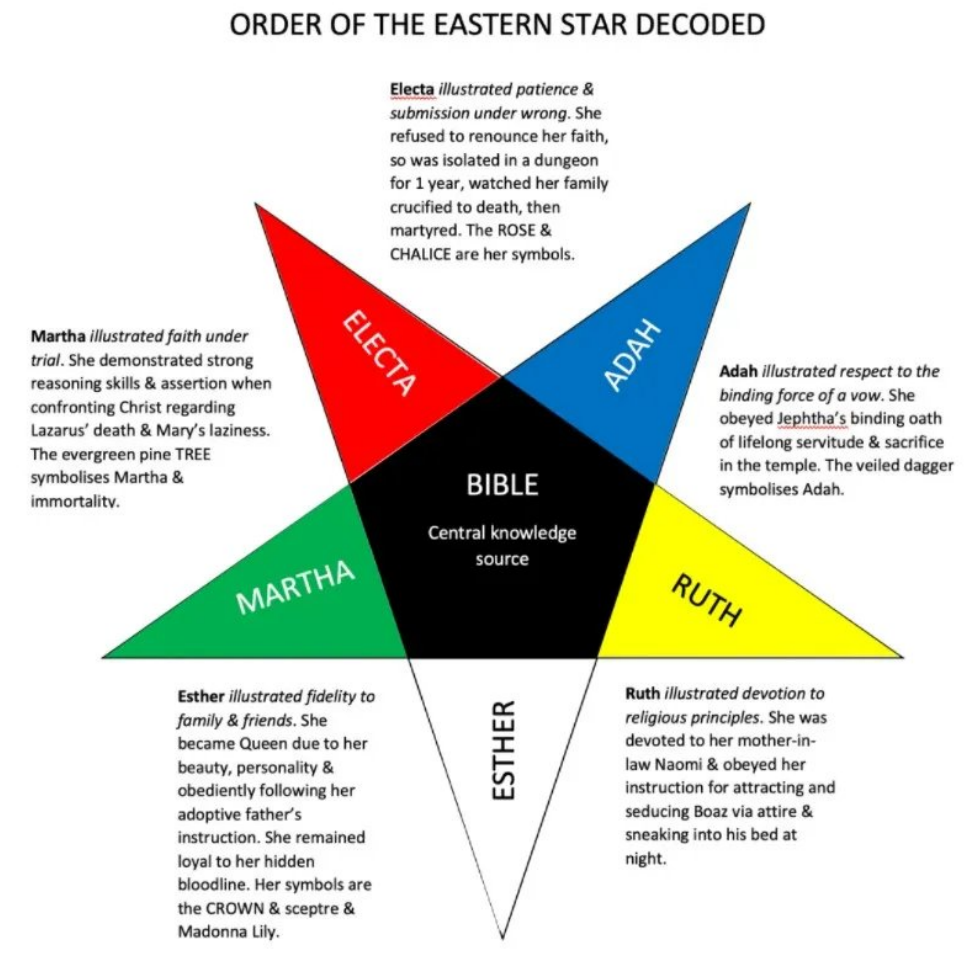 ORDER OF THE EASTERN STAR DECODED
Electa illustrated patience &
submission under wrong. She
refused to renounce her faith,
so was isolated in a dungeon
for 1 year, watched her family
crucified to death, then
martyred. The ROSE &
CHALICE are her symbols.
ELECTA
ADAH
Martha illustrated faith under
trial. She demonstrated strong
reasoning skills & assertion when
confronting Christ regarding
Lazarus' death & Mary's laziness.
The evergreen pine TREE
symbolises Martha &
immortality.
Adah illustrated respect to the
binding force of a vow. She
obeyed Jephtha's binding oath
of lifelong servitude & sacrifice
in the temple. The veiled dagger
symbolises Adah.
BIBLE
Central knowledge
source
MARTHA
RUTH
Esther illustrated fidelity to
family & friends. She
became Queen due to her
beauty, personality &
obediently following her
adoptive father's
instruction. She remained
loyal to her hidden
bloodline. Her symbols are
the CROWN & sceptre &
Madonna Lily.
ESTHER
Ruth illustrated devotion to
religious principles. She was
devoted to her mother-in-
law Naomi & obeyed her
instruction for attracting and
seducing Boaz via attire &
sneaking into his bed at
night.